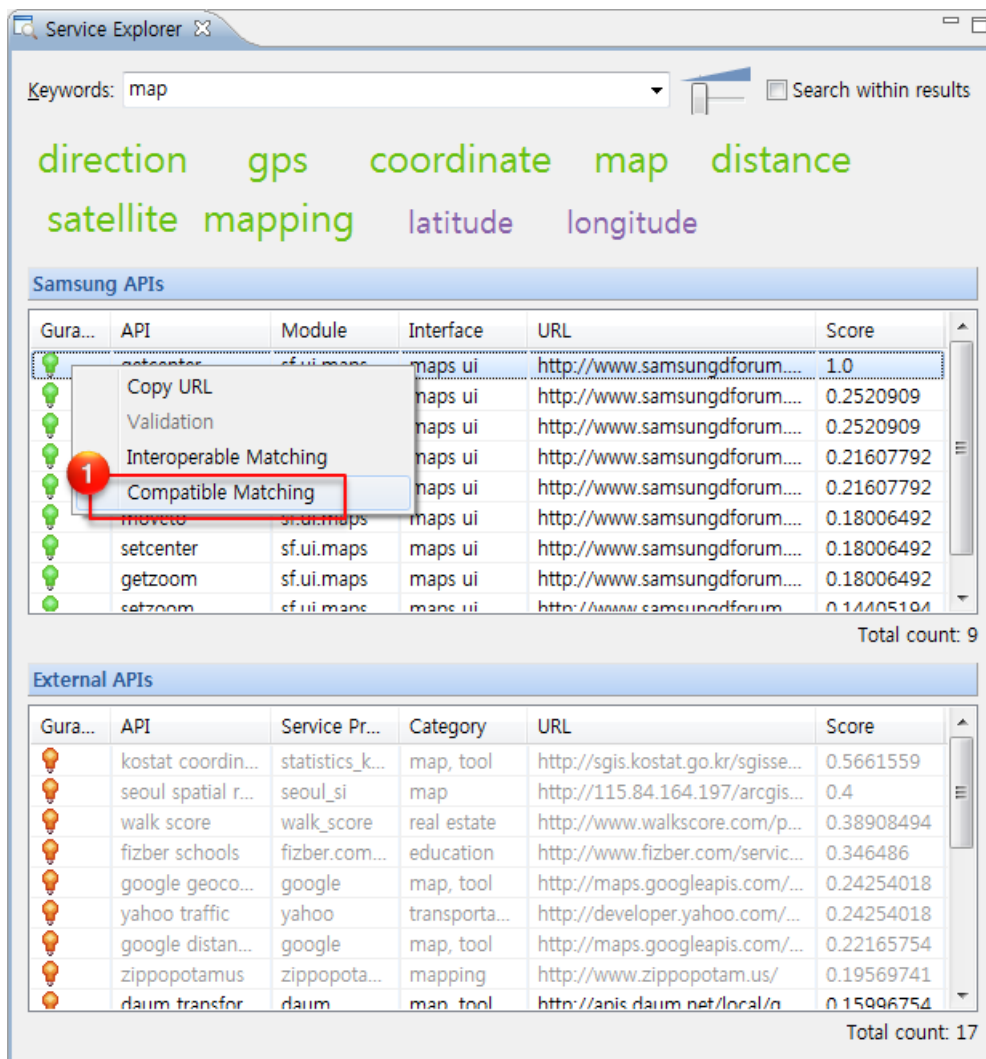 Service Explorer
Keywords: map Search within results
direction gps coordinate map distance
satellite mapping latitude longitude
Samsung APIs
Gura... API Module Interface URL Score
getcenter sf.ui.maps maps ui http://www.samsungdforum.... 1.0
maps ui http://www.samsungdforum.... 0.2520909
maps ui http://www.samsungdforum.... 0.2520909
maps ui http://www.samsungdforum.... 0.21607792
maps ui http://www.samsungdforum.... 0.21607792
moveto sf.ui.maps maps ui http://www.samsungdforum.... 0.18006492
setcenter sf.ui.maps maps ui http://www.samsungdforum.... 0.18006492
getzoom sf.ui.maps maps ui http://www.samsungdforum.... 0.18006492
setzoom sf.ui.maps maps ui http://www.samsungdforum 0.14405194
Copy URL
Validation
Interoperable Matching
1
Compatible Matching
Total count: 9
External APIs
Gura... API Service Pr... Category URL Score
kostat coordin... statistics_k... map, tool http://sgis.kostat.go.kr/sgisse... 0.5661559
seoul spatial r... seoul_si map http://115.84.164.197/arcgis... 0.4
walk score walk_score real estate http://www.walkscore.com/p... 0.38908494
fizber schools fizber.com... education http://www.fizber.com/servic... 0.346486
google geoco... google map, tool http://maps.googleapis.com/... 0.24254018
yahoo traffic yahoo transporta... http://developer.yahoo.com/... 0.24254018
google distan... google map, tool http://maps.googleapis.com/... 0.22165754
zippopotamus zippopota... mapping http://www.zippopotam.us/ 0.19569741
daum transfor daum map, tool http://apis.daum.net/local/g 0.15996754
Total count: 17